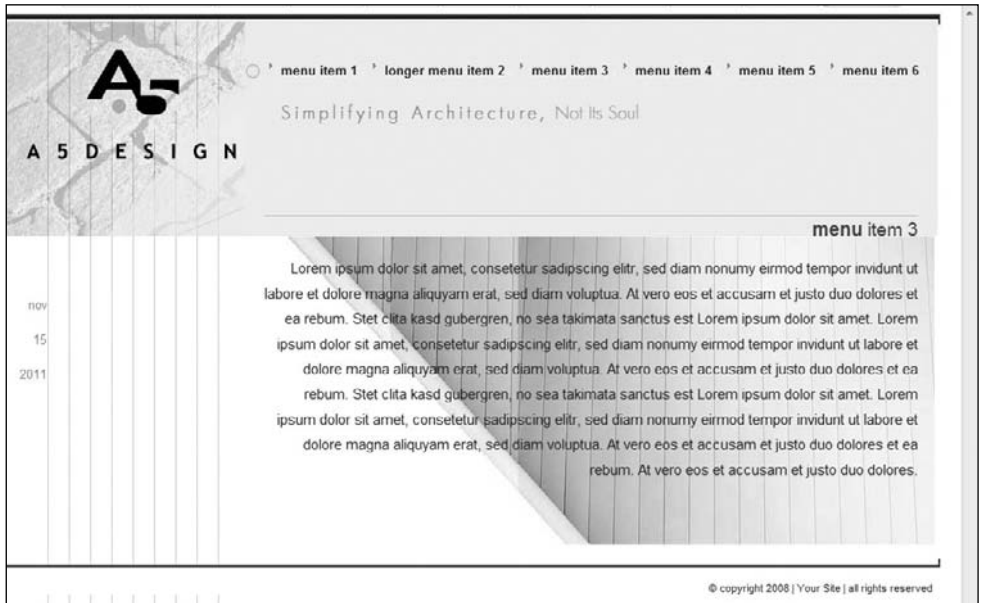 A5
A 5 D E S I G N
menu item 1 longer menu item 2 menu item 3 menu item 4 menu item 5 menu item 6
Simplifying Architecture, Not Its Soul
menu item 3
Lorem ipsum dolor sit amet, consetetur sadipscing elitr, sed diam nonumy eirmod tempor invidunt ut
labore et dolore magna aliquyam erat, sed diam voluptua. At vero eos et accusam et justo duo dolores et
ea rebum. Stet clita kasd gubergren, no sea takimata sanctus est Lorem ipsum dolor sit amet. Lorem
ipsum dolor sit amet, consetetur sadipscing elitr, sed diam nonumy eirmod tempor invidunt ut labore et
dolore magna aliquyam erat, sed diam voluptua. At vero eos et accusam et justo duo dolores et ea
rebum. Stet clita kasd gubergren, no sea takimata sanctus est Lorem ipsum dolor sit amet. Lorem
ipsum dolor sit amet, consetetur sadipscing elitr, sed diam nonumy eirmod tempor invidunt ut labore et
dolore magna aliquyam erat, sed diam voluptua. At vero eos et accusam et justo duo dolores et ea
rebum. At vero eos et accusam et justo duo dolores.
nov
15
2011
© copyright 2008 | Your Site | all rights reserved